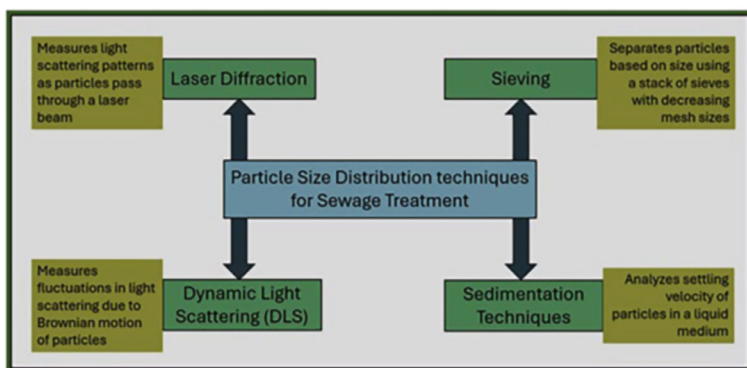 Measures light
scattering patterns
as particles pass
through a laser
beam
Laser Diffraction
Sieving
Separates particles
based on size using
a stack of sieves
with decreasing
mesh sizes
Particle Size Distribution techniques
for Sewage Treatment
Measures
fluctuations in light
scattering due to
Brownian motion
of particles
Dynamic Light
Scattering (DLS)
Sedimentation
Techniques
Analyzes settling
velocity of
particles in a liquid
medium